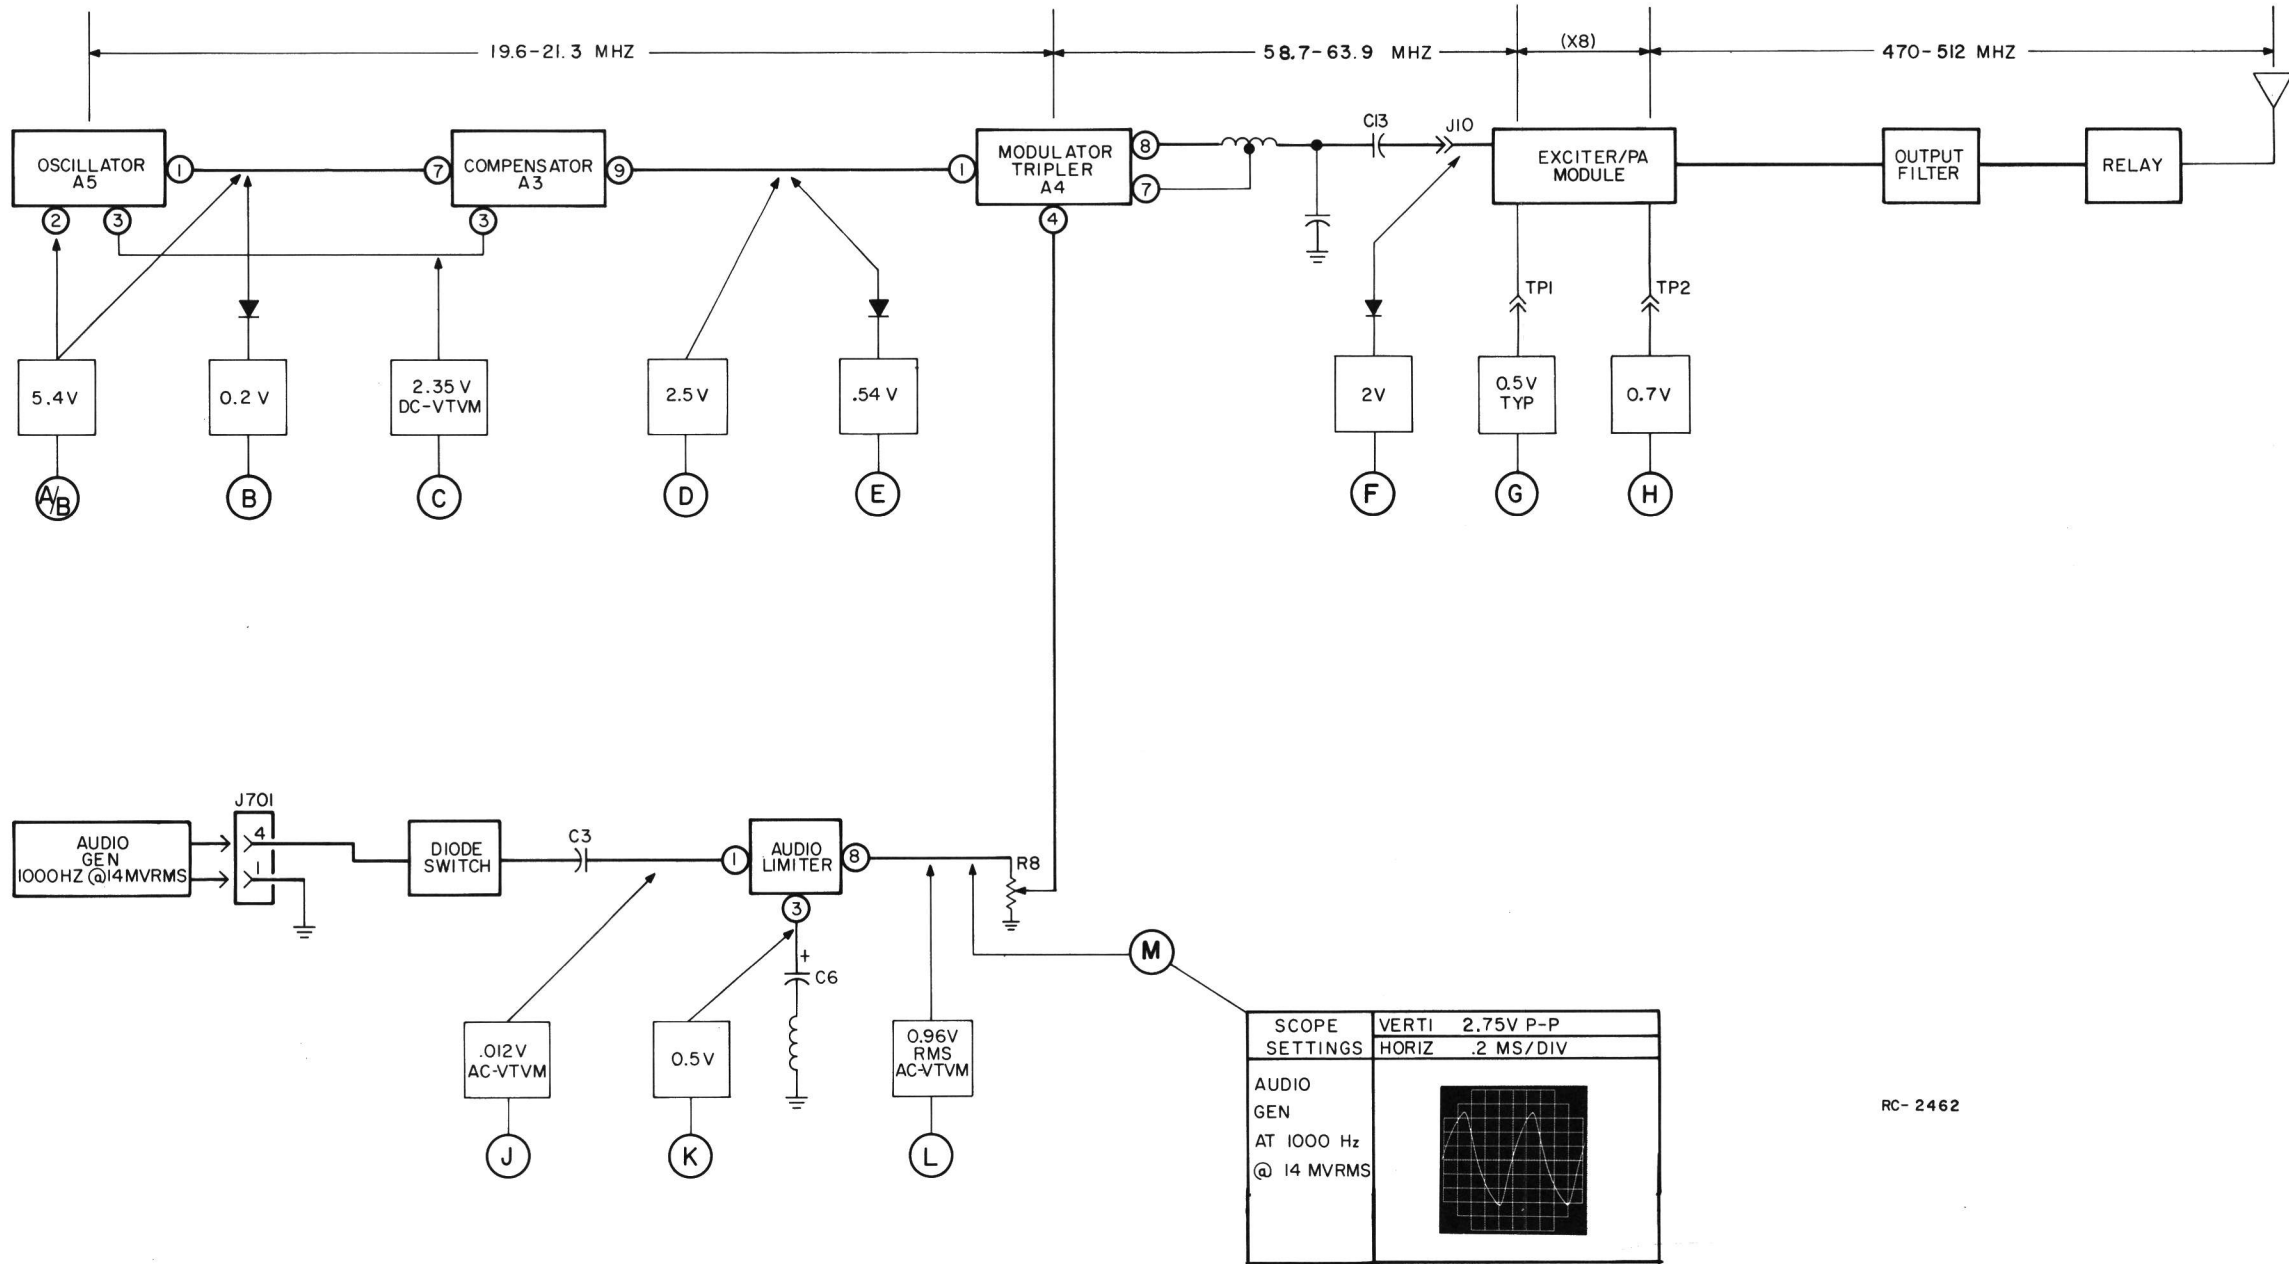 19.6-21.3 MHZ
58.7-63.9 MHZ
(X8)
470-512 MHZ
OSCILLATOR
A5
1
2
3
7
COMPENSATOR
A3
9
3
1
MODULATOR
TRIPLER
A4
8
7
4
C13
J10
EXCITER/PA
MODULE
OUTPUT
FILTER
RELAY
TP1
TP2
5.4V
0.2 V
2.35 V
DC-VTVM
2.5 V
.54 V
2V
0.5 V
TYP
0.7V
A/B
B
C
D
E
F
G
H
AUDIO
GEN
1000HZ @14MVRMS
J701
4
1
DIODE
SWITCH
C3
1
AUDIO
LIMITER
8
3
R8
+
C6
.012V
AC-VTVM
0.5V
0.96V
RMS
AC-VTVM
J
K
L
M
SCOPE
SETTINGS
VERTI 2.75V P-P
HORIZ .2 MS/DIV
AUDIO
GEN
AT 1000 Hz
@ 14 MVRMS
RC-2462